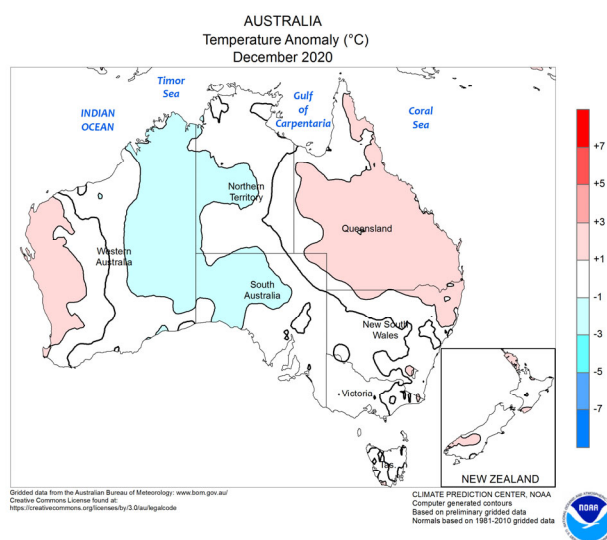 AUSTRALIA
Temperature Anomaly (°C)
December 2020
Timor
Sea
Gulf
of
Carpentaria
Coral
Sea
INDIAN
OCEAN
Northern
Territory
Queensland
Western
Australia
South
Australia
New South
Wales
Victoria
Tas.
NEW ZEALAND
+7
+5
+3
+1
-1
-3
-5
-7
Gridded data from the Australian Bureau of Meteorology: www.bom.gov.au/
Creative Commons License found at:
https://creativecommons.org/licenses/by/3.0/au/legalcode
CLIMATE PREDICTION CENTER, NOAA
Computer generated contours
Based on preliminary gridded data
Normals based on 1981-2010 gridded data
NOAA